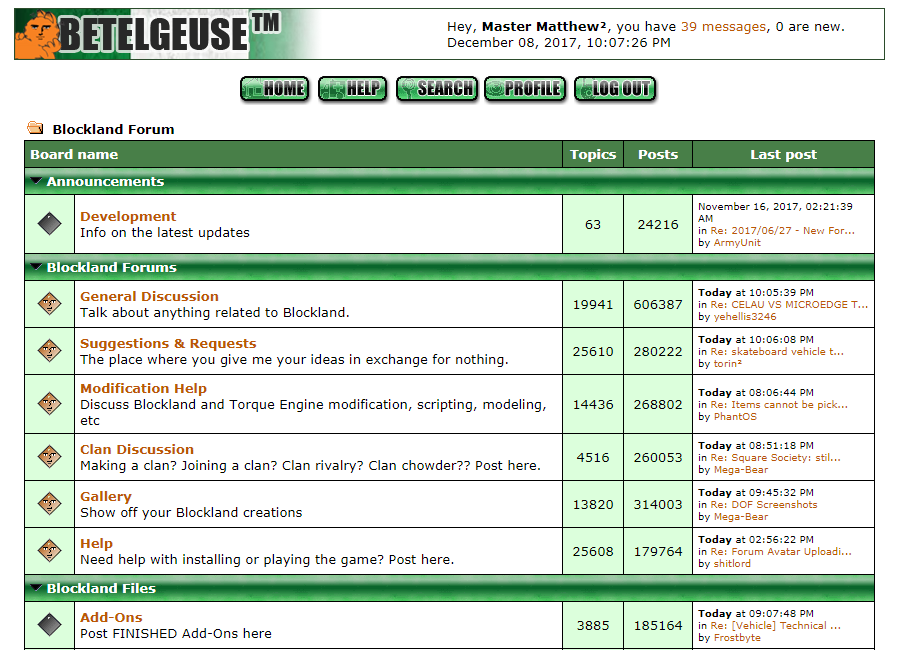 BETELGEUSE™
Hey, Master Matthew², you have 39 messages, 0 are new.
December 08, 2017, 10:07:26 PM
HOME HELP SEARCH PROFILE LOG OUT
Blockland Forum
Board name Topics Posts Last post
Announcements
Development
Info on the latest updates
63
24216
November 16, 2017, 02:21:39
AM
in Re: 2017/06/27 - New For...
by ArmyUnit
Blockland Forums
General Discussion
Talk about anything related to Blockland.
19941
606387
Today at 10:05:39 PM
in Re: CELAU VS MICROEDGE T...
by yehellis3246
Suggestions & Requests
The place where you give me your ideas in exchange for nothing.
25610
280222
Today at 10:06:08 PM
in Re: skateboard vehicle t...
by torin²
Modification Help
Discuss Blockland and Torque Engine modification, scripting, modeling,
etc
14436
268802
Today at 08:06:44 PM
in Re: Items cannot be pick...
by PhantOS
Clan Discussion
Making a clan? Joining a clan? Clan rivalry? Clan chowder?? Post here.
4516
260053
Today at 08:51:18 PM
in Re: Square Society: stil...
by Mega-Bear
Gallery
Show off your Blockland creations
13820
314003
Today at 09:45:32 PM
in Re: DOF Screenshots
by Mega-Bear
Help
Need help with installing or playing the game? Post here.
25608
179764
Today at 02:56:22 PM
in Re: Forum Avatar Uploadi...
by shitlord
Blockland Files
Add-Ons
Post FINISHED Add-Ons here
3885
185164
Today at 09:07:48 PM
in Re: [Vehicle] Technical ...
by Frostbyte